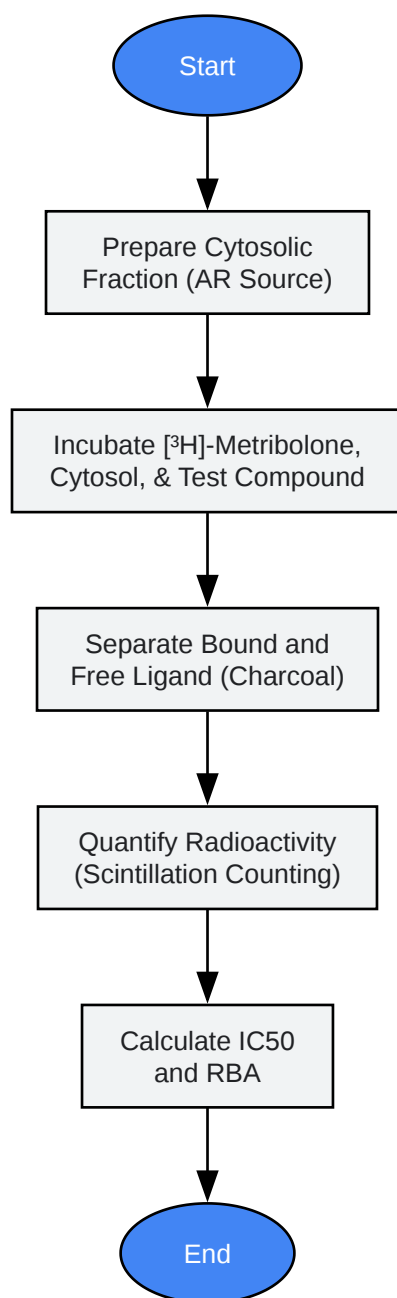 Start
Prepare Cytosolic
Fraction (AR Source)
Incubate [³H]-Metribolone,
Cytosol, & Test Compound
Separate Bound and
Free Ligand (Charcoal)
Quantify Radioactivity
(Scintillation Counting)
Calculate IC50
and RBA
End